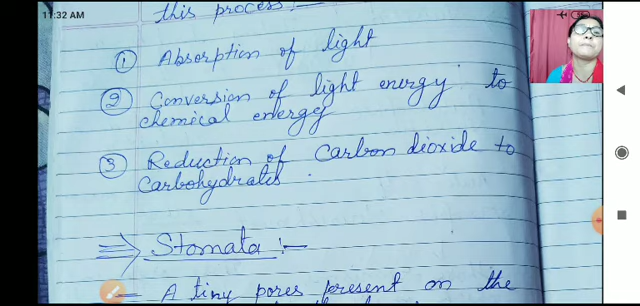 this process :-
11:32 AM
① Absorption of light
② Conversion of light energy to
chemical energy
③ Reduction of carbon dioxide to
carbohydrates.
⇒ Stomata :-
- A tiny pores present on the